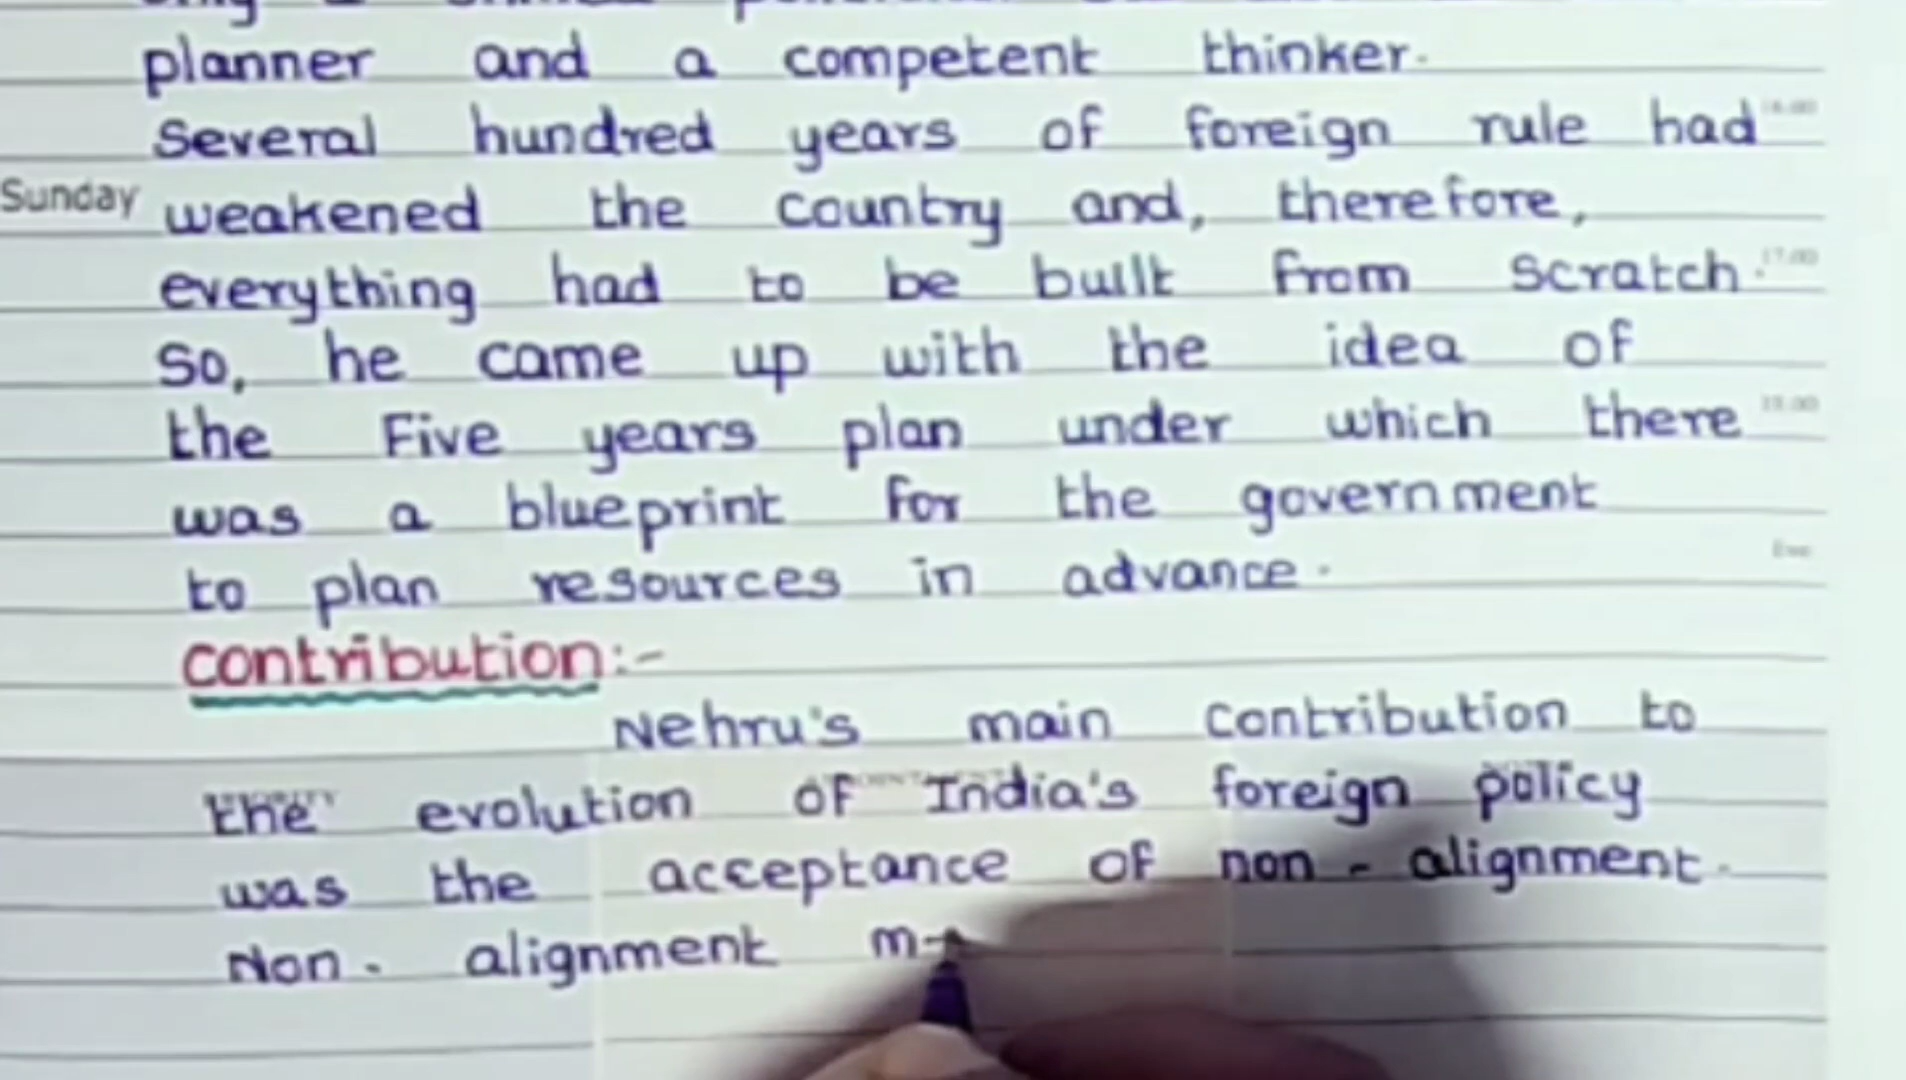 planner and a competent thinker.
Several hundred years of foreign rule had
Sunday
weakened the country and, therefore,
everything had to be built from scratch.
17.00
So, he came up with the idea of
the Five years plan under which there
was a blueprint for the government
to plan resources in advance.
contribution:-
Nehru's main contribution to
the evolution of India's foreign policy
was the acceptance of non - alignment.
Non - alignment m